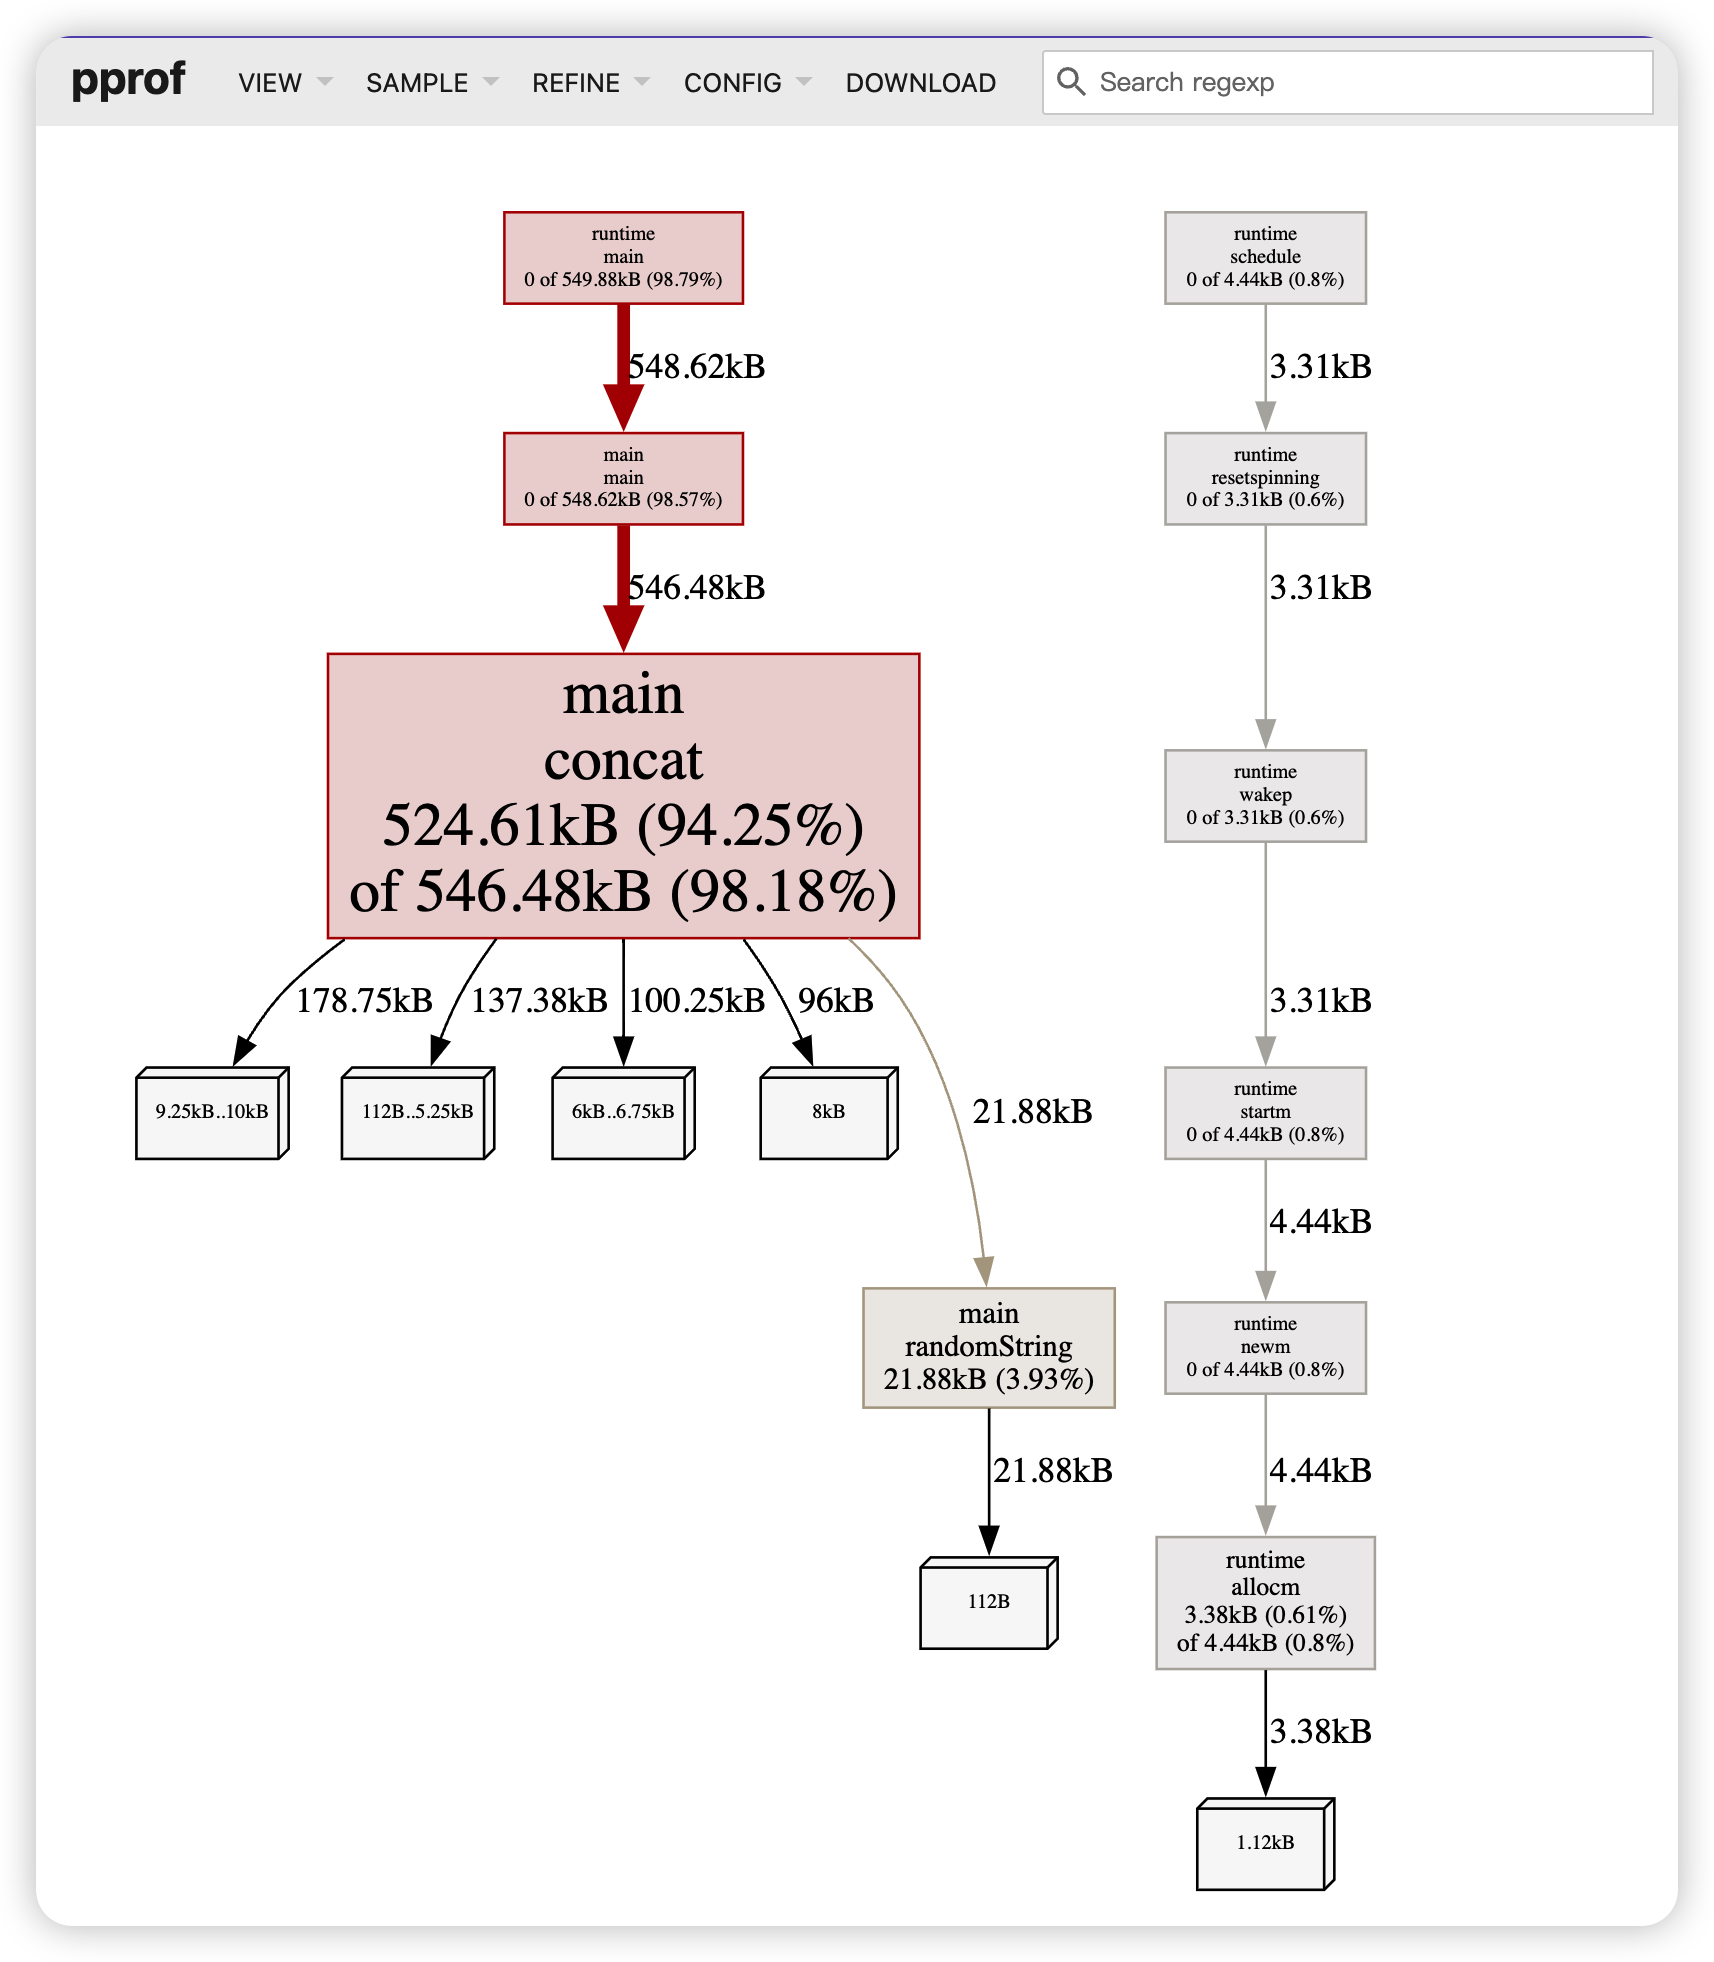 pprof
VIEW
SAMPLE
REFINE
CONFIG
DOWNLOAD
Search regexp
runtime
main
0 of 549.88kB (98.79%)
548.62kB
main
main
0 of 548.62kB (98.57%)
546.48kB
main
concat
524.61kB (94.25%)
of 546.48kB (98.18%)
178.75kB
137.38kB
100.25kB
96kB
9.25kB..10kB
112B..5.25kB
6kB..6.75kB
8kB
21.88kB
main
randomString
21.88kB (3.93%)
21.88kB
112B
runtime
schedule
0 of 4.44kB (0.8%)
3.31kB
runtime
resetspinning
0 of 3.31kB (0.6%)
3.31kB
runtime
wakep
0 of 3.31kB (0.6%)
3.31kB
runtime
startm
0 of 4.44kB (0.8%)
4.44kB
runtime
newm
0 of 4.44kB (0.8%)
4.44kB
runtime
allocm
3.38kB (0.61%)
of 4.44kB (0.8%)
3.38kB
1.12kB